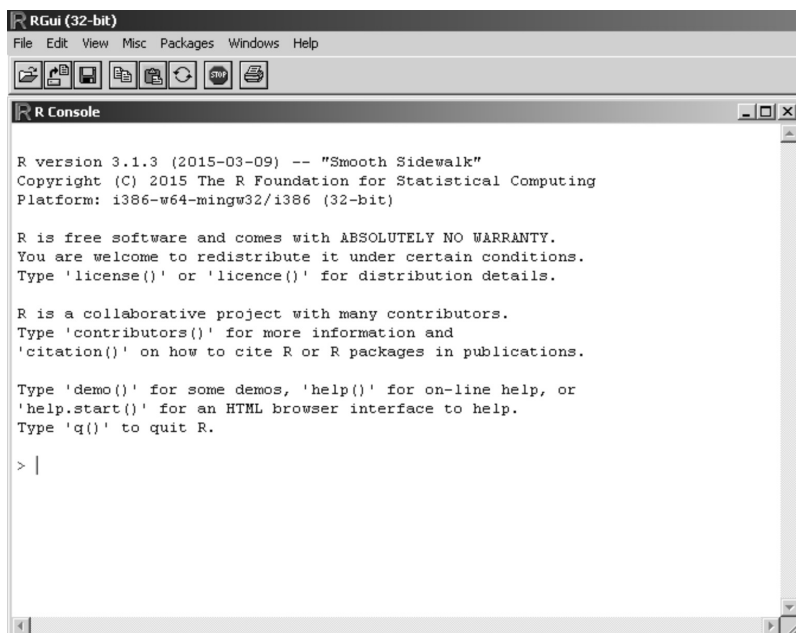 RGui (32-bit)
File Edit View Misc Packages Windows Help
STOP
R Console
R version 3.1.3 (2015-03-09) -- "Smooth Sidewalk"
Copyright (C) 2015 The R Foundation for Statistical Computing
Platform: i386-w64-mingw32/i386 (32-bit)
R is free software and comes with ABSOLUTELY NO WARRANTY.
You are welcome to redistribute it under certain conditions.
Type 'license()' or 'licence()' for distribution details.
R is a collaborative project with many contributors.
Type 'contributors()' for more information and
'citation()' on how to cite R or R packages in publications.
Type 'demo()' for some demos, 'help()' for on-line help, or
'help.start()' for an HTML browser interface to help.
Type 'q()' to quit R.
>